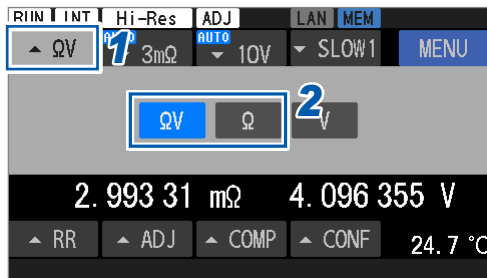 RUN INT Hi-Res ADJ LAN MEM
ΩV 1 AUTO 3mΩ AUTO 10V SLOW1 MENU
2
ΩV Ω V
2.993 31 mΩ 4.096 355 V
RR ADJ COMP CONF 24.7 °C